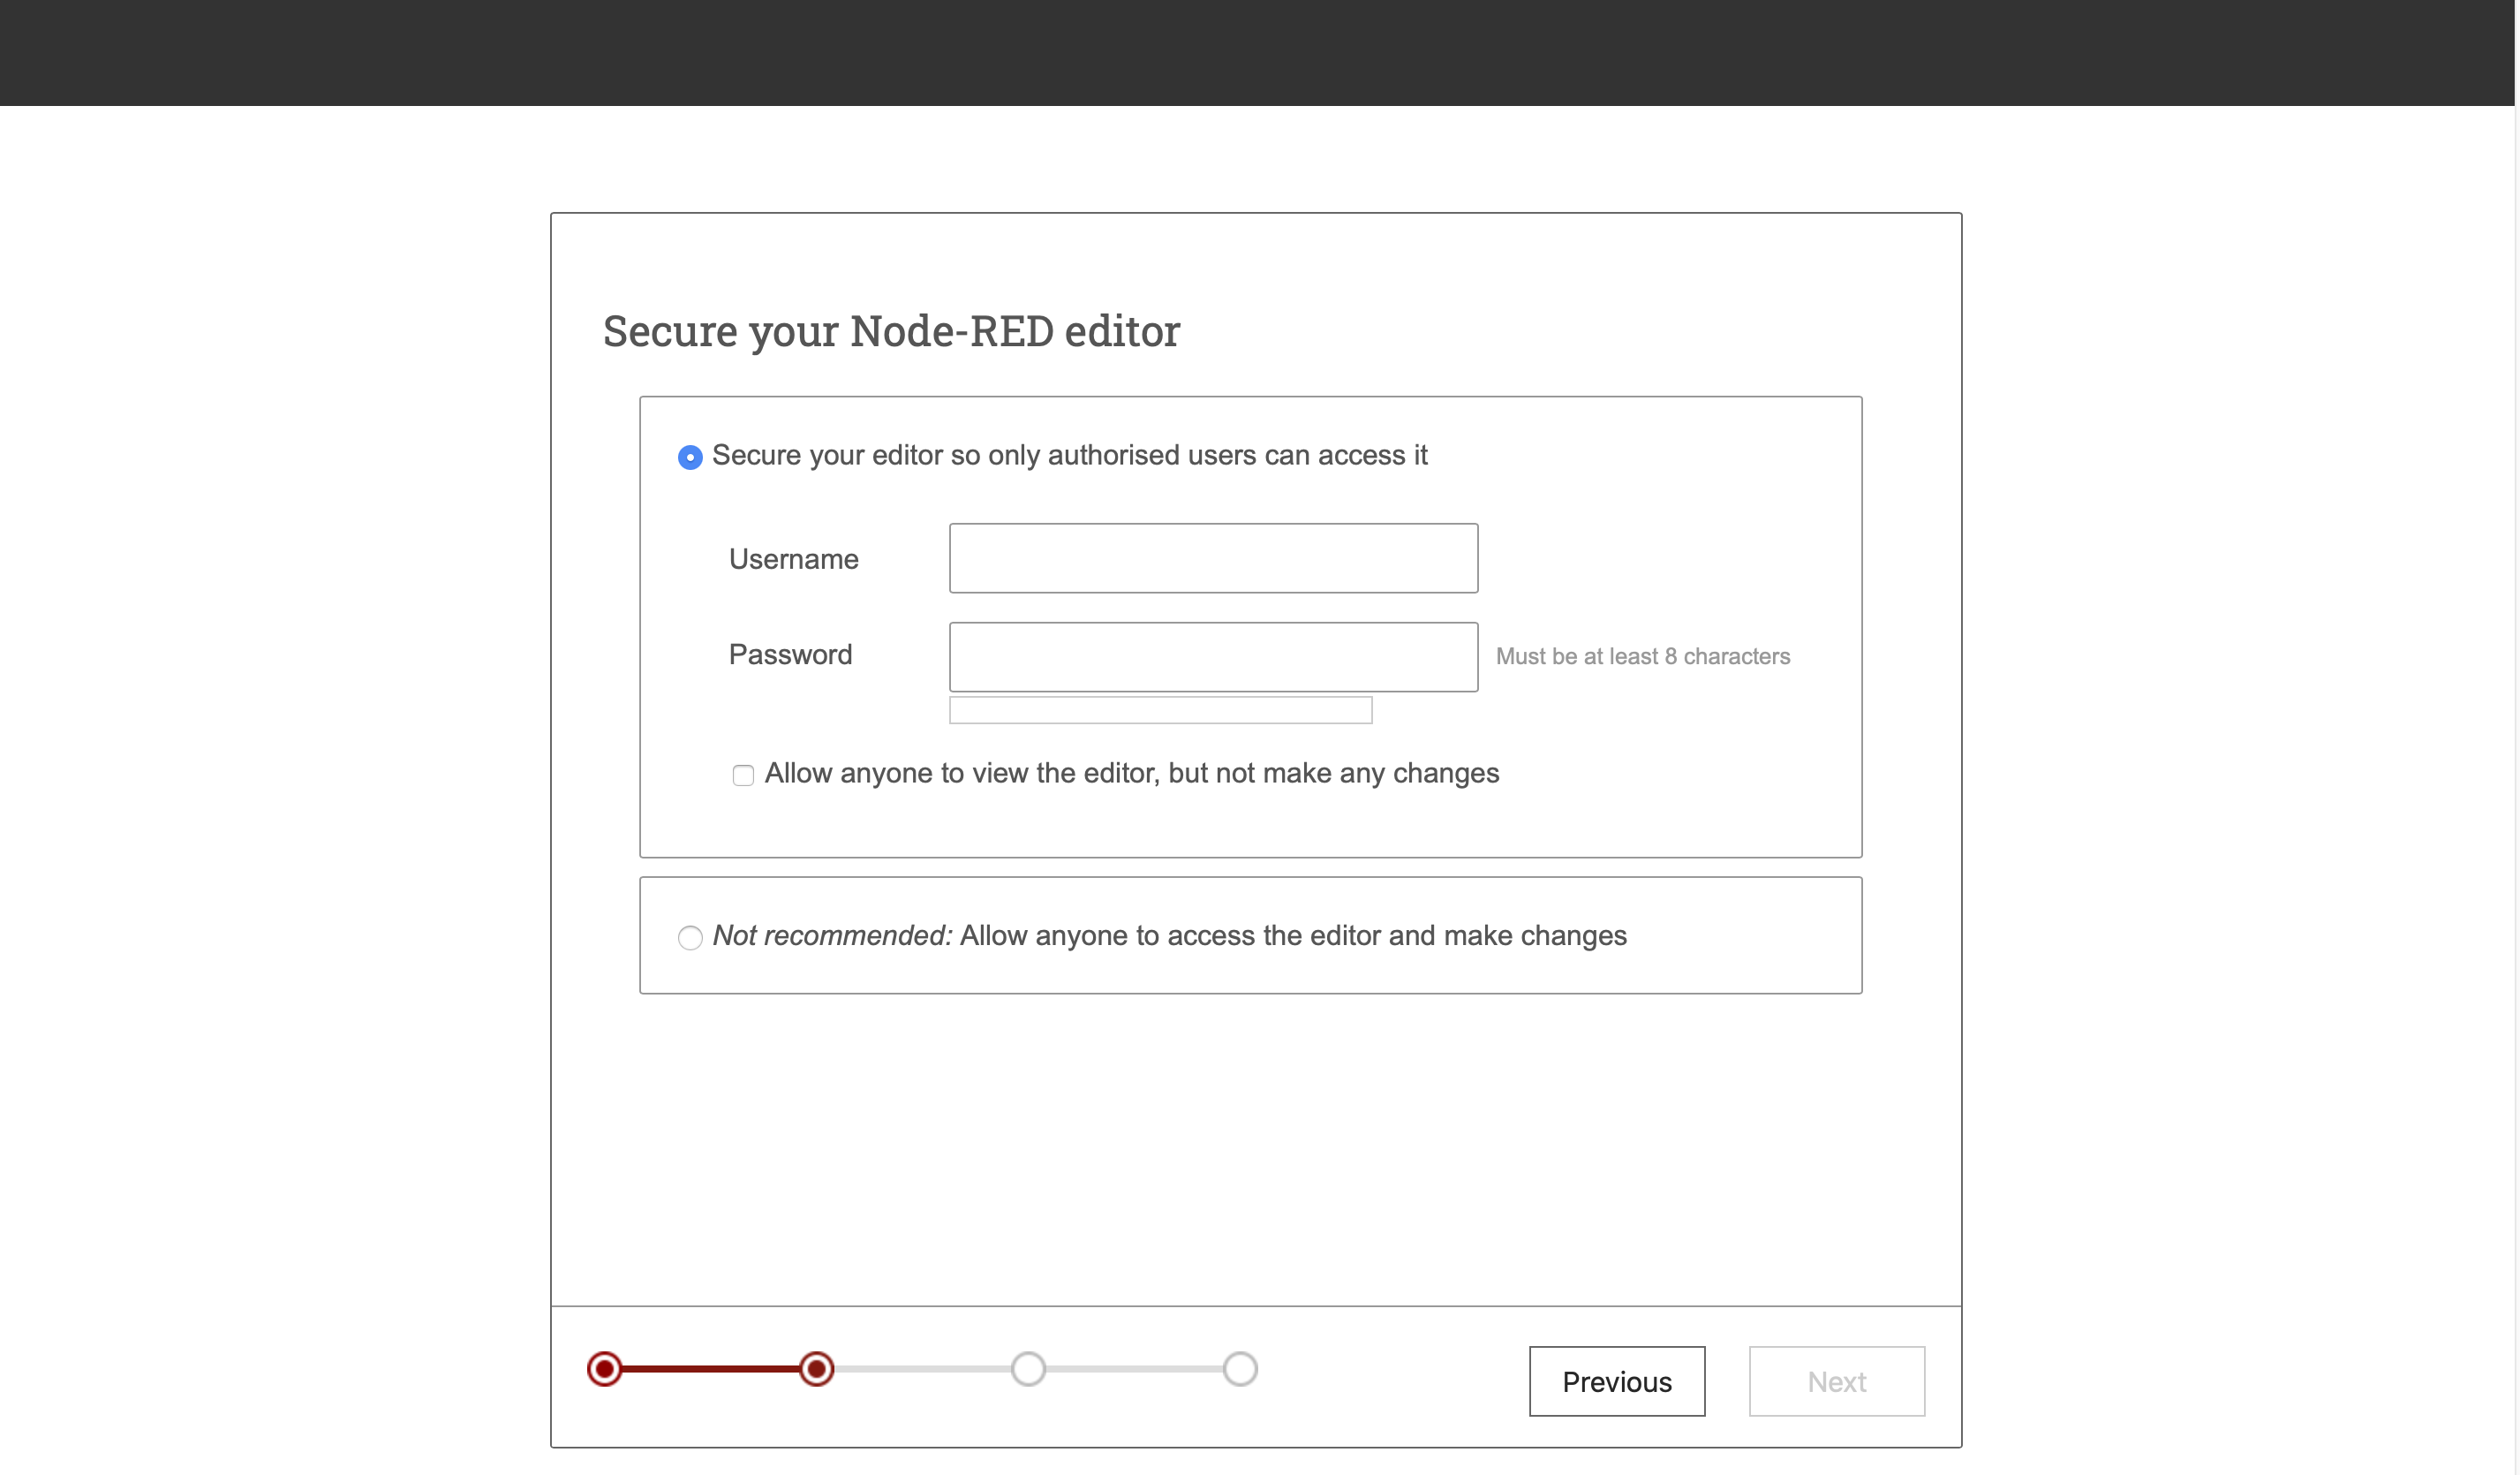 Secure your Node-RED editor
Secure your editor so only authorised users can access it
Username
Password Must be at least 8 characters
Allow anyone to view the editor, but not make any changes
Not recommended: Allow anyone to access the editor and make changes
Previous Next